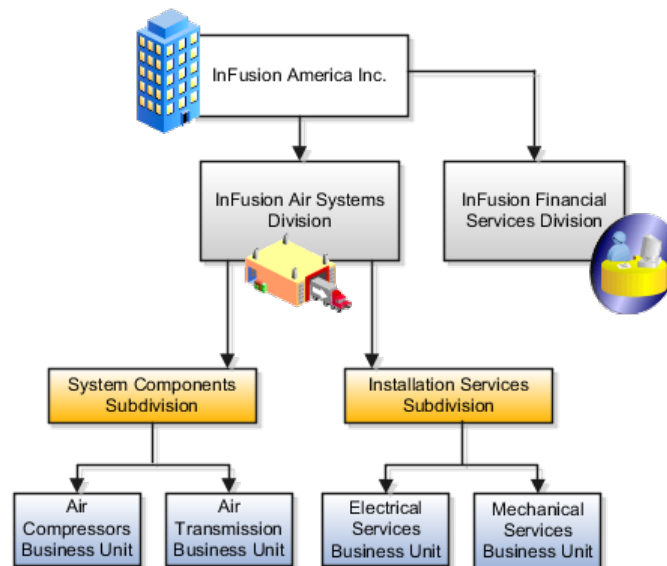 InFusion America Inc.
InFusion Air Systems
Division
InFusion Financial
Services Division
System Components
Subdivision
Installation Services
Subdivision
Air
Compressors
Business Unit
Air
Transmission
Business Unit
Electrical
Services
Business Unit
Mechanical
Services
Business Unit